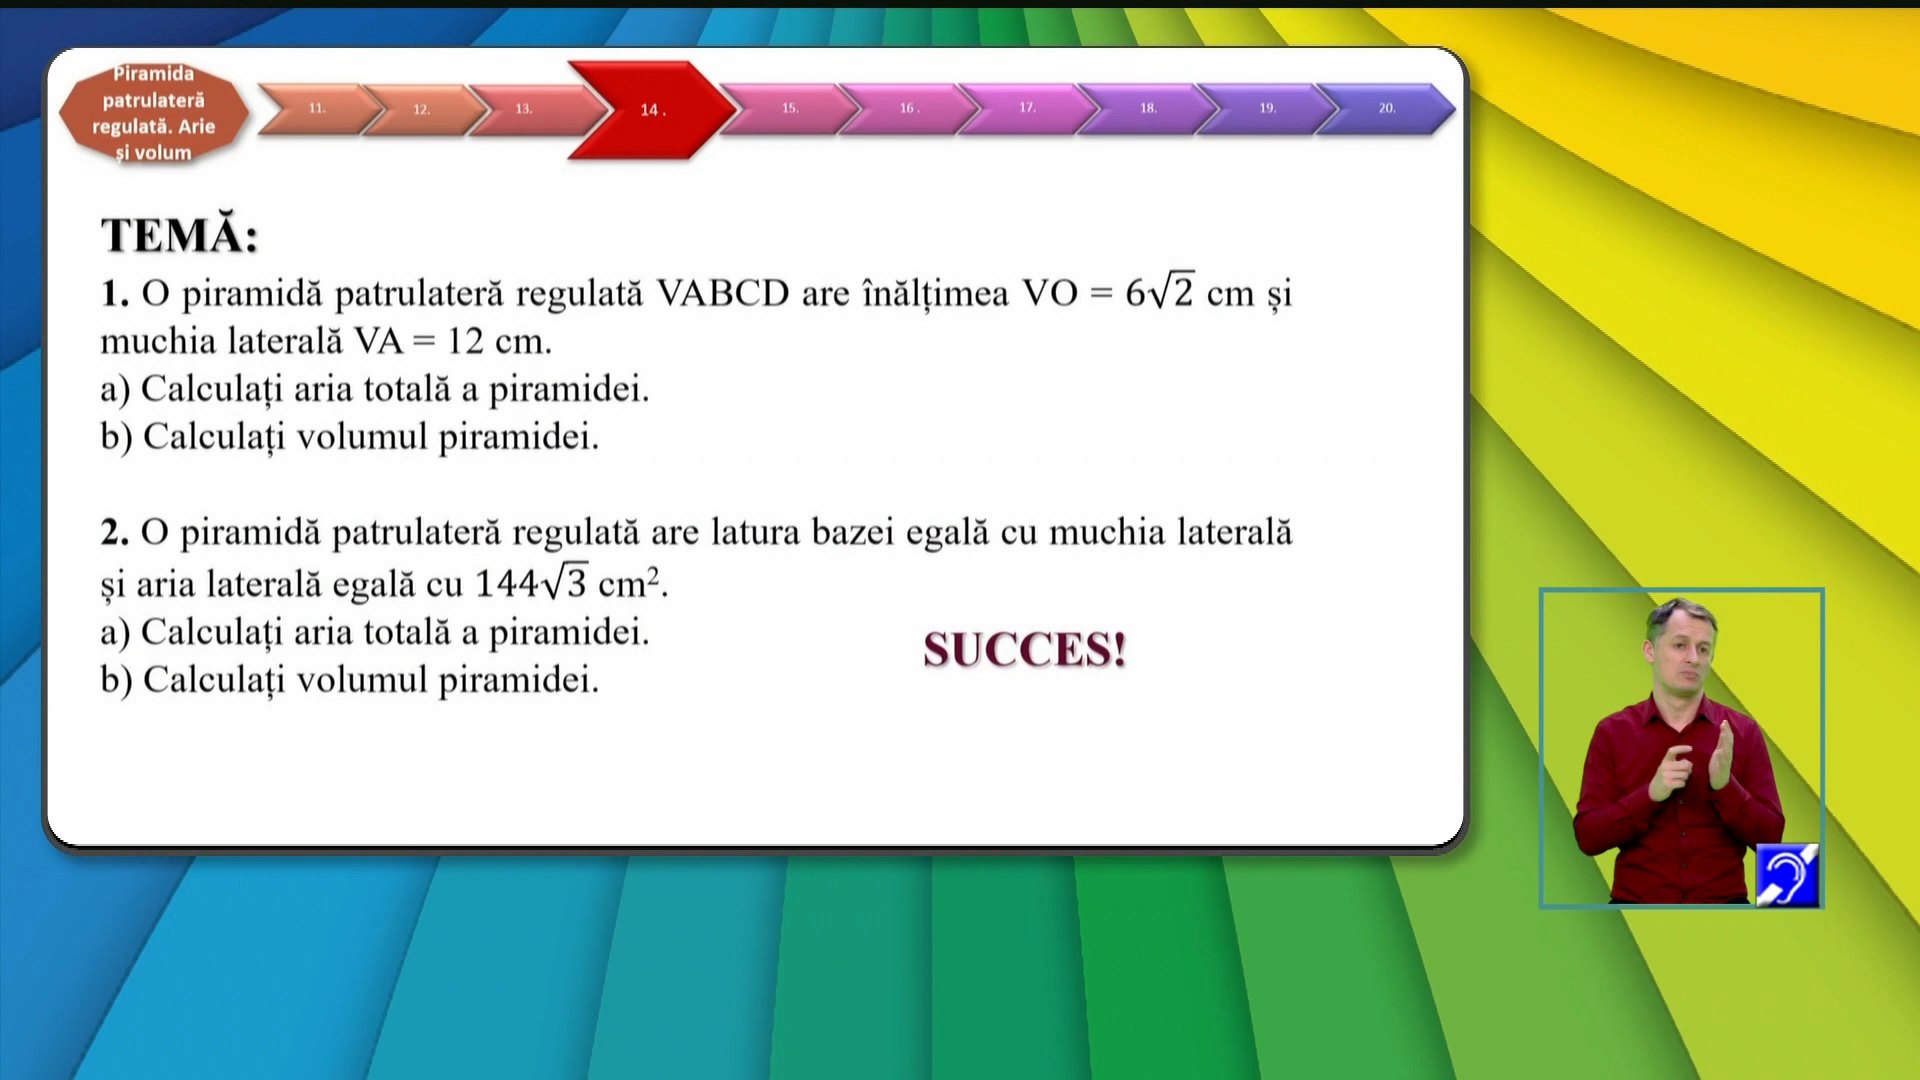 Piramida
patrulateră
regulată. Arie
și volum
11.
12.
13.
14 .
15.
16 .
17.
18.
19.
20.
TEMĂ:
1. O piramidă patrulateră regulată VABCD are înălțimea VO = 6√2 cm și
muchia laterală VA = 12 cm.
a) Calculați aria totală a piramidei.
b) Calculați volumul piramidei.
2. O piramidă patrulateră regulată are latura bazei egală cu muchia laterală
și aria laterală egală cu 144√3 cm².
a) Calculați aria totală a piramidei.
b) Calculați volumul piramidei.
SUCCES!